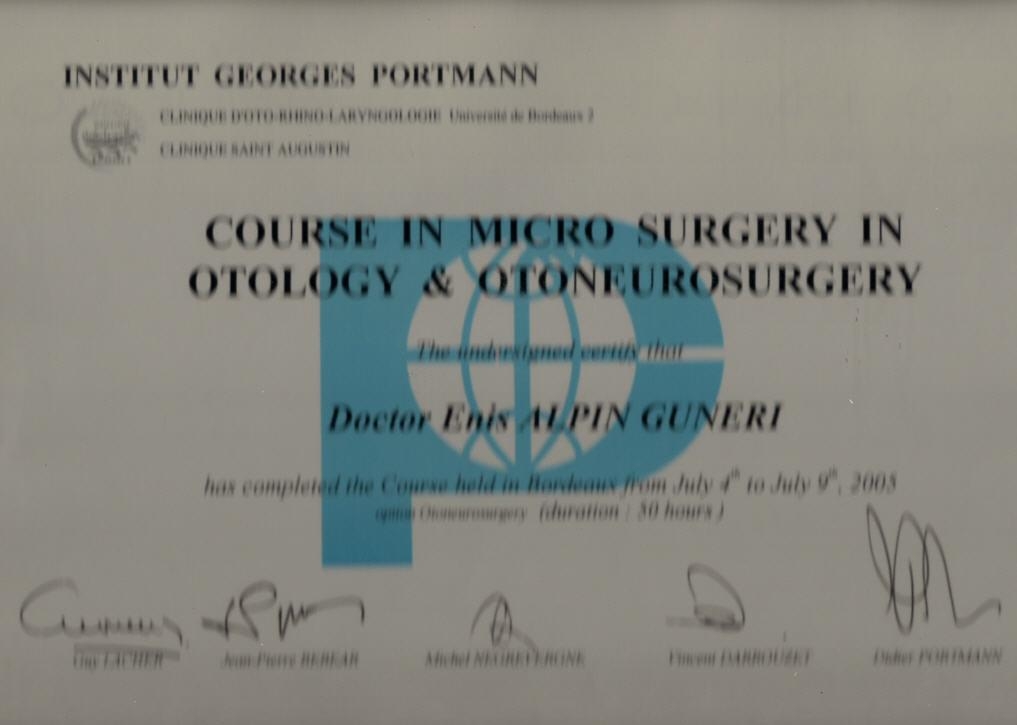 INSTITUT GEORGES PORTMANN
CLINIQUE D'OTO-RHINO-LARYNGOLOGIE Université de Bordeaux 2
CLINIQUE SAINT AUGUSTIN
COURSE IN MICRO SURGERY IN
OTOLOGY & OTONEUROSURGERY
The undersigned certify that
Doctor Enis ALPIN GUNERI
has completed the Course held in Bordeaux from July 4th to July 9th,
option Otoneurosurgery (duration : 50 hours)
Guy LACHER Jean-Pierre BEBEAR Michel NEGREVERGNE Vincent DARROUZET Didier PORTMANN